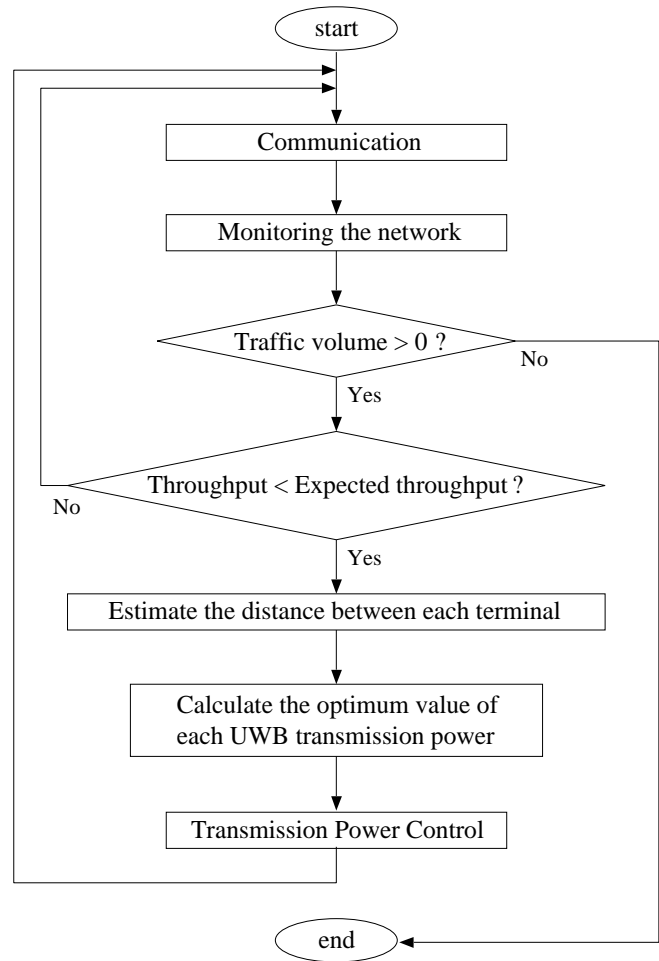 start
Communication
Monitoring the network
Traffic volume > 0 ?
No
Yes
Throughput < Expected throughput ?
No
Yes
Estimate the distance between each terminal
Calculate the optimum value of
each UWB transmission power
Transmission Power Control
end